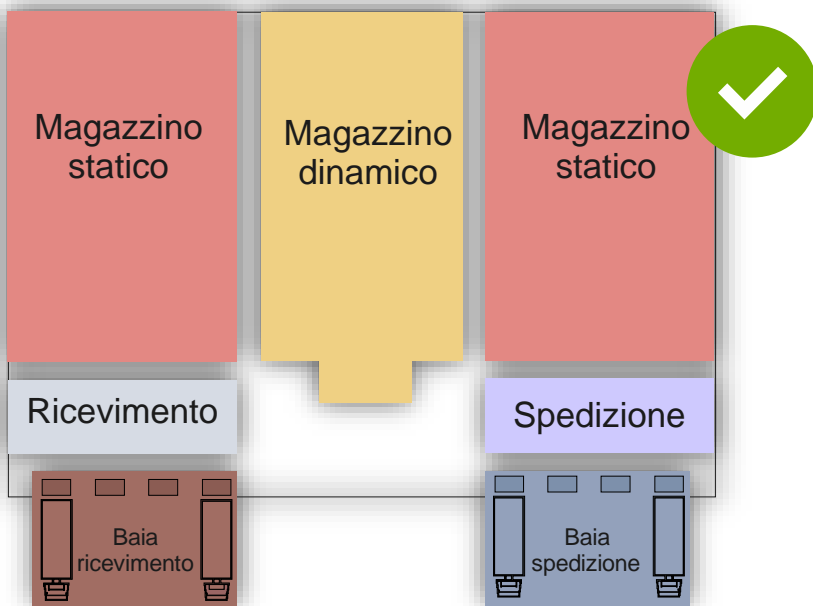 Magazzino
statico
Magazzino
dinamico
Magazzino
statico
Ricevimento
Spedizione
Baia
ricevimento
Baia
spedizione